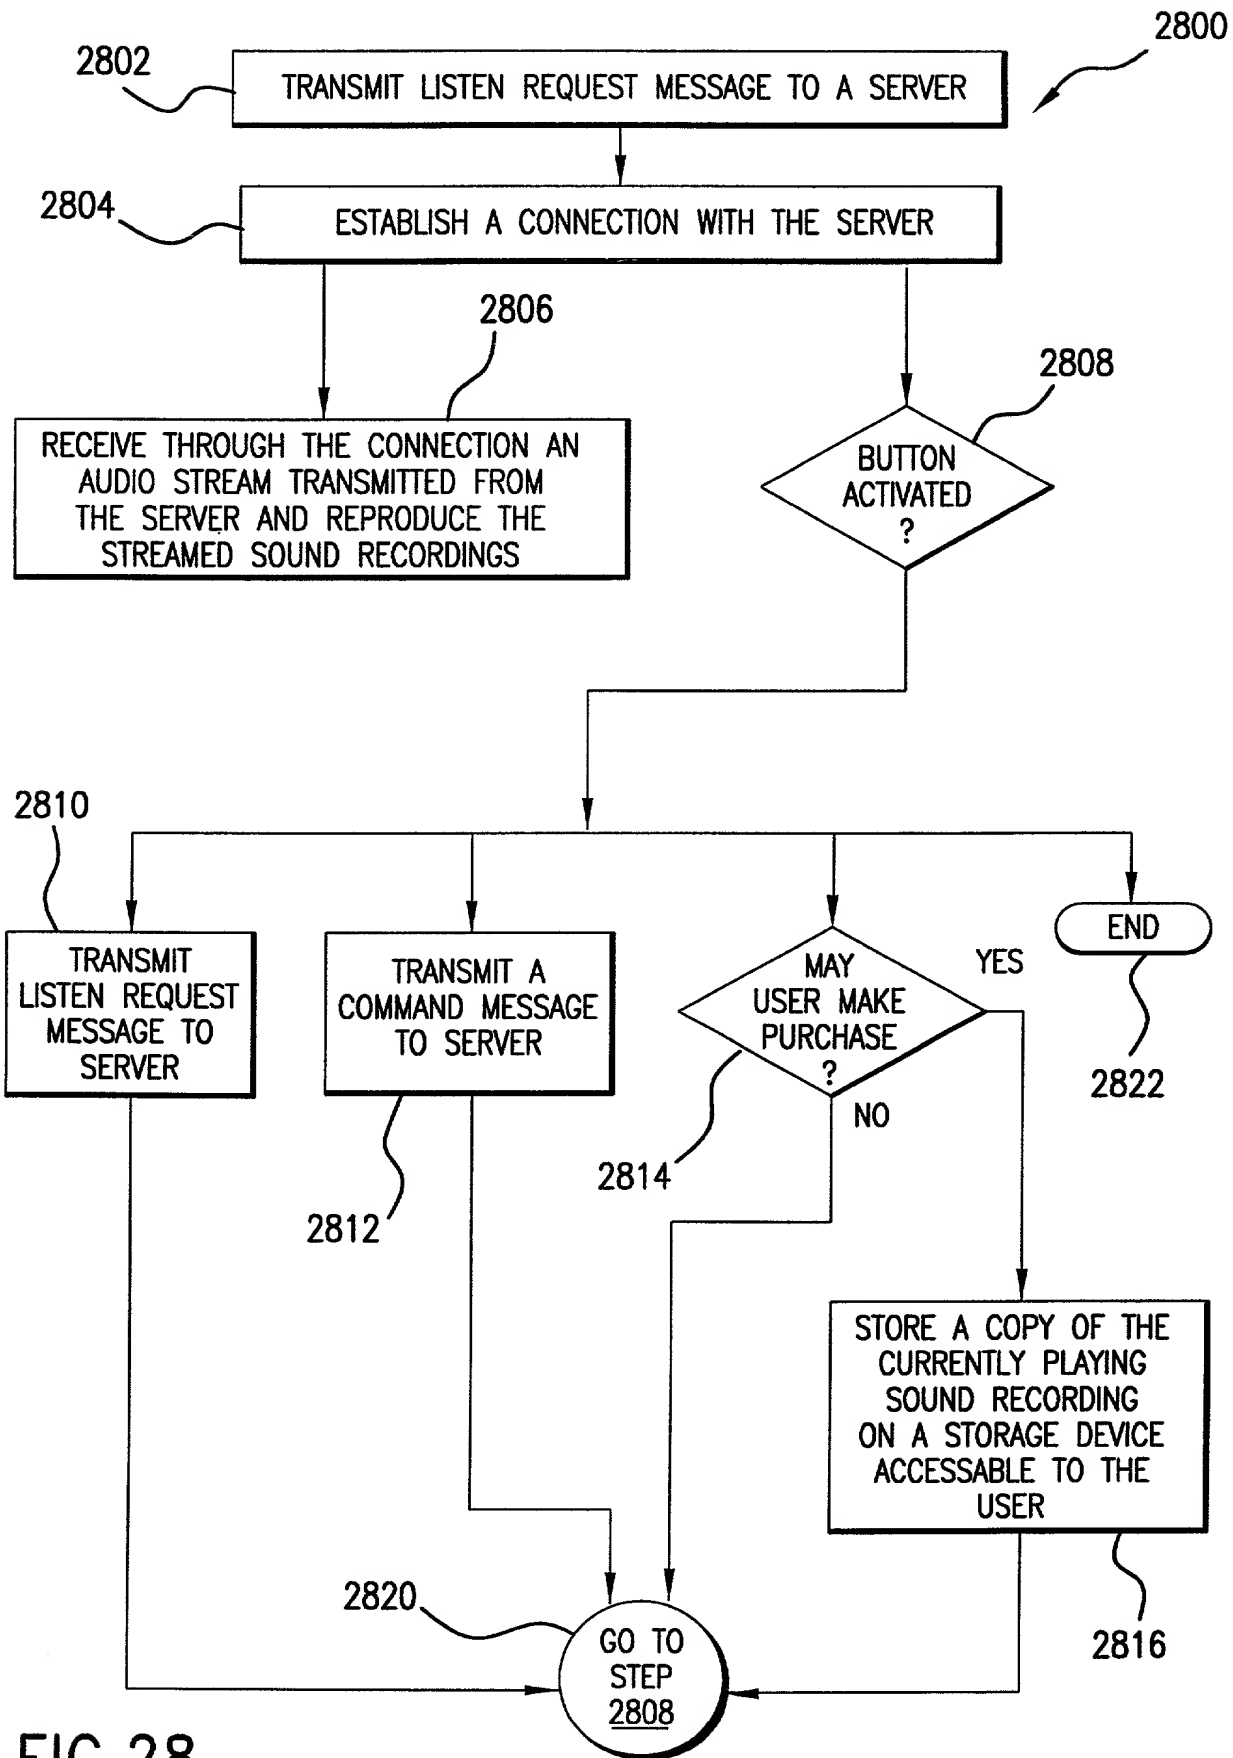 2800
2802
TRANSMIT LISTEN REQUEST MESSAGE TO A SERVER
2804
ESTABLISH A CONNECTION WITH THE SERVER
2806
2808
RECEIVE THROUGH THE CONNECTION AN
AUDIO STREAM TRANSMITTED FROM
THE SERVER AND REPRODUCE THE
STREAMED SOUND RECORDINGS
BUTTON
ACTIVATED
?
2810
TRANSMIT
LISTEN REQUEST
MESSAGE TO
SERVER
TRANSMIT A
COMMAND MESSAGE
TO SERVER
2812
MAY
USER MAKE
PURCHASE
?
YES
NO
2814
END
2822
STORE A COPY OF THE
CURRENTLY PLAYING
SOUND RECORDING
ON A STORAGE DEVICE
ACCESSABLE TO THE
USER
2816
2820
GO TO
STEP
2808
FIG.28